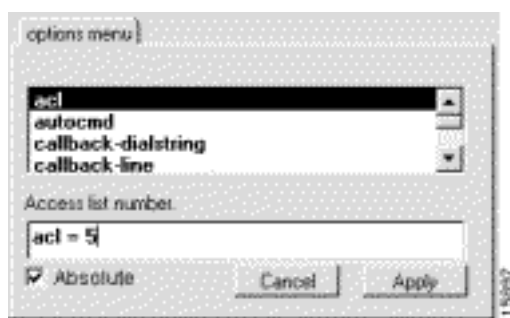 options menu
acl
autocmd
callback-dialstring
callback-line
Access list number.
acl = 5
Absolute
Cancel
Apply